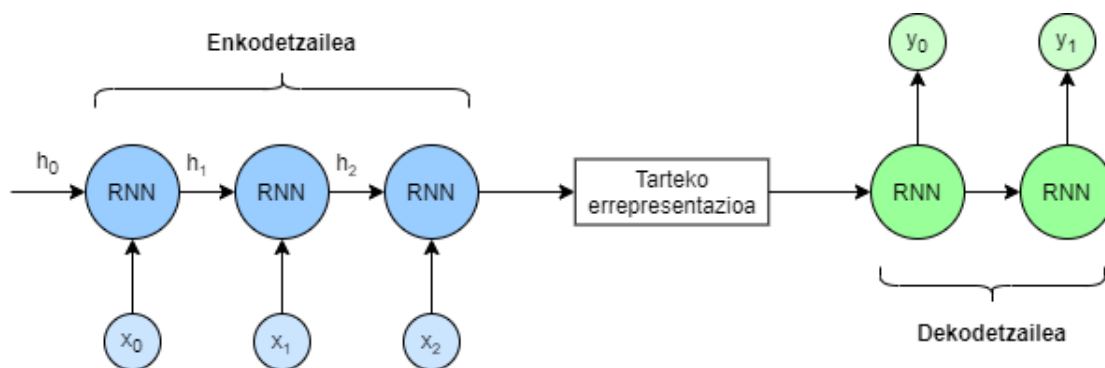 Enkodetzailea
y₀ y₁
h₀ h₁ h₂
RNN RNN RNN
Tarteko
errepresentazioa
RNN RNN
x₀ x₁ x₂
Dekodetzailea